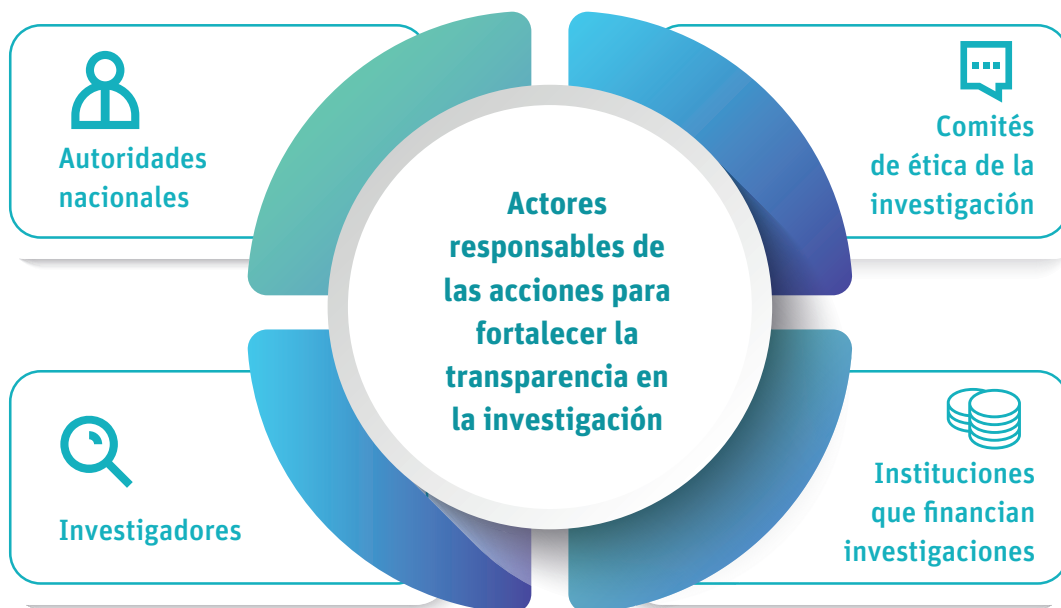 Autoridades
nacionales
Comités
de ética de la
investigación
Actores
responsables de
las acciones para
fortalecer la
transparencia en
la investigación
Investigadores
Instituciones
que financian
investigaciones